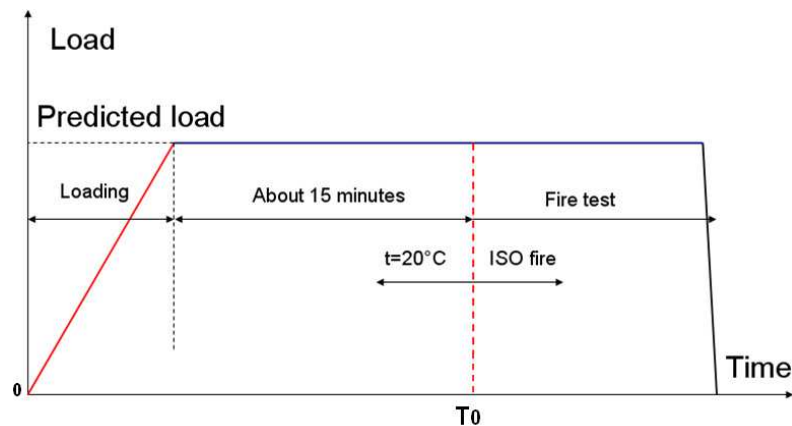 Load
Predicted load
Loading
About 15 minutes
Fire test
t=20°C
ISO fire
Time
0
T0